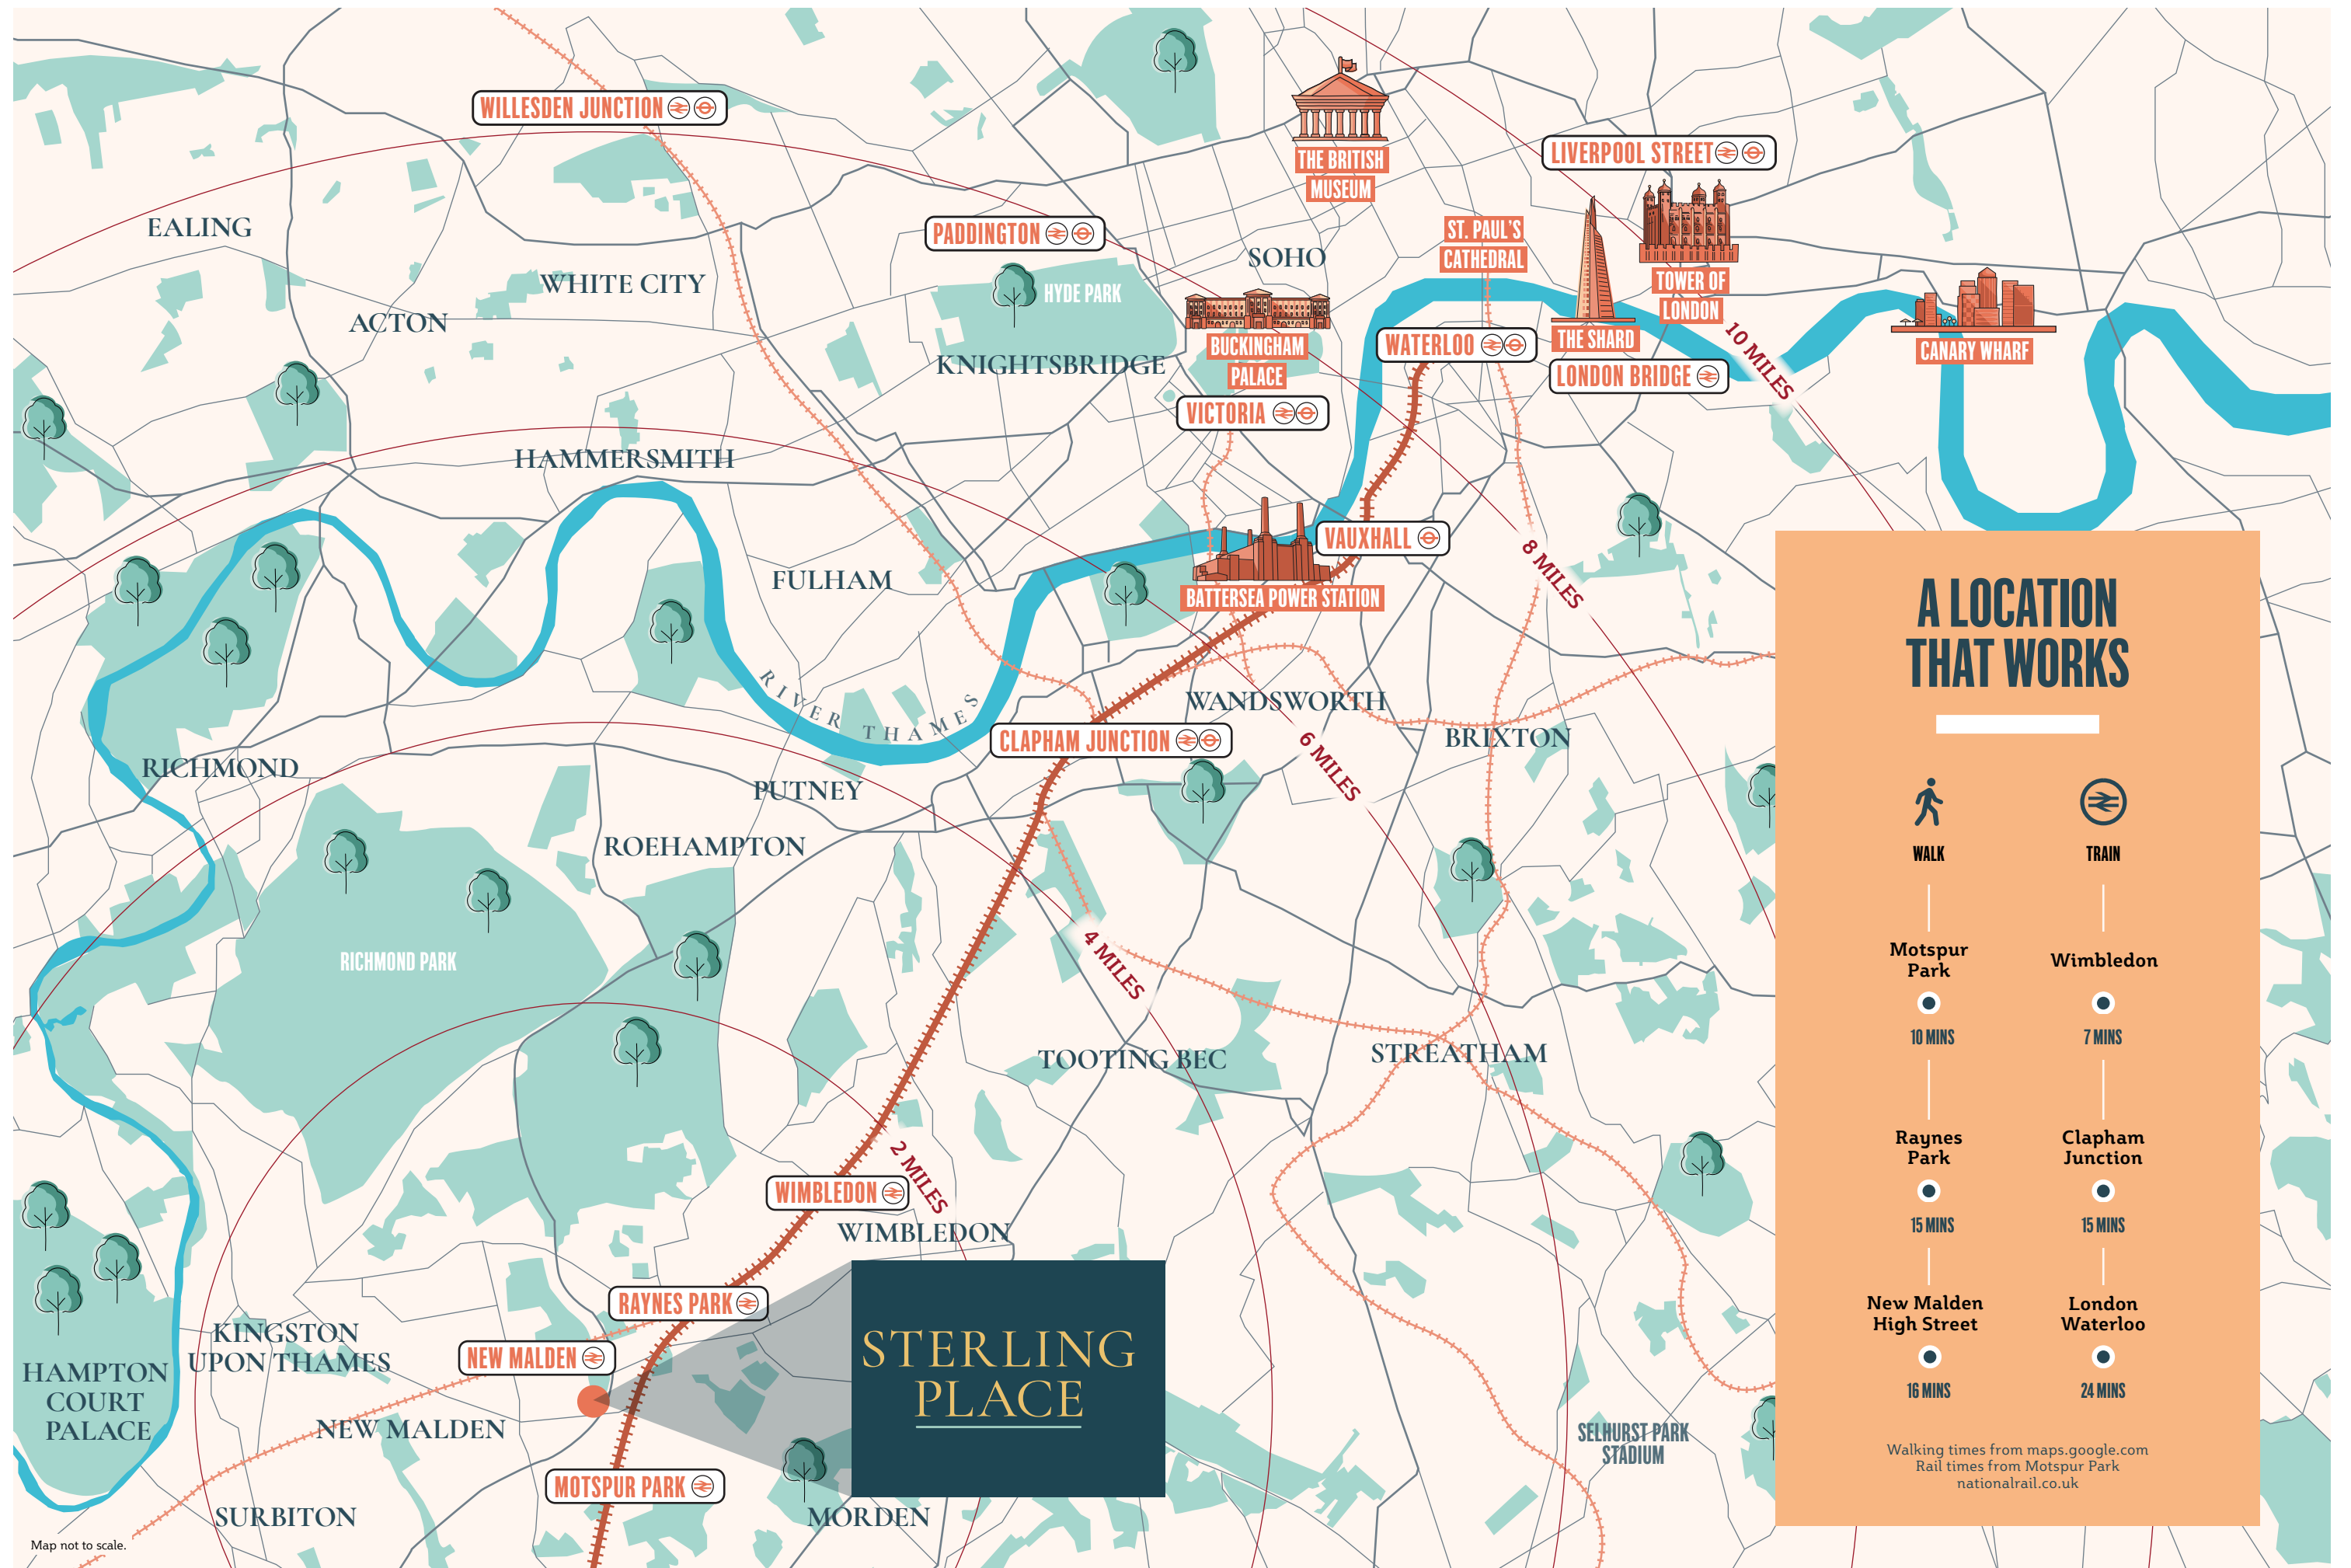 WILLESDEN JUNCTION
THE BRITISH
MUSEUM
LIVERPOOL STREET
EALING
PADDINGTON
ST. PAUL'S
CATHEDRAL
SOHO
WHITE CITY
HYDE PARK
TOWER OF
LONDON
ACTON
BUCKINGHAM
PALACE
WATERLOO
THE SHARD
10 MILES
CANARY WHARF
KNIGHTSBRIDGE
LONDON BRIDGE
VICTORIA
HAMMERSMITH
VAUXHALL
8 MILES
FULHAM
BATTERSEA POWER STATION
RIVER THAMES
WANDSWORTH
CLAPHAM JUNCTION
BRIXTON
6 MILES
RICHMOND
PUTNEY
ROEHAMPTON
RICHMOND PARK
4 MILES
TOOTING BEC
STREATHAM
2 MILES
WIMBLEDON
WIMBLEDON
RAYNES PARK
KINGSTON
UPON THAMES
NEW MALDEN
HAMPTON
COURT
PALACE
STERLING
PLACE
NEW MALDEN
SELHURST PARK
STADIUM
MOTSPUR PARK
SURBITON
MORDEN
Map not to scale.
A LOCATION
THAT WORKS
WALK
Motspur
Park
10 MINS
Raynes
Park
15 MINS
New Malden
High Street
16 MINS
TRAIN
Wimbledon
7 MINS
Clapham
Junction
15 MINS
London
Waterloo
24 MINS
Walking times from maps.google.com
Rail times from Motspur Park
nationalrail.co.uk